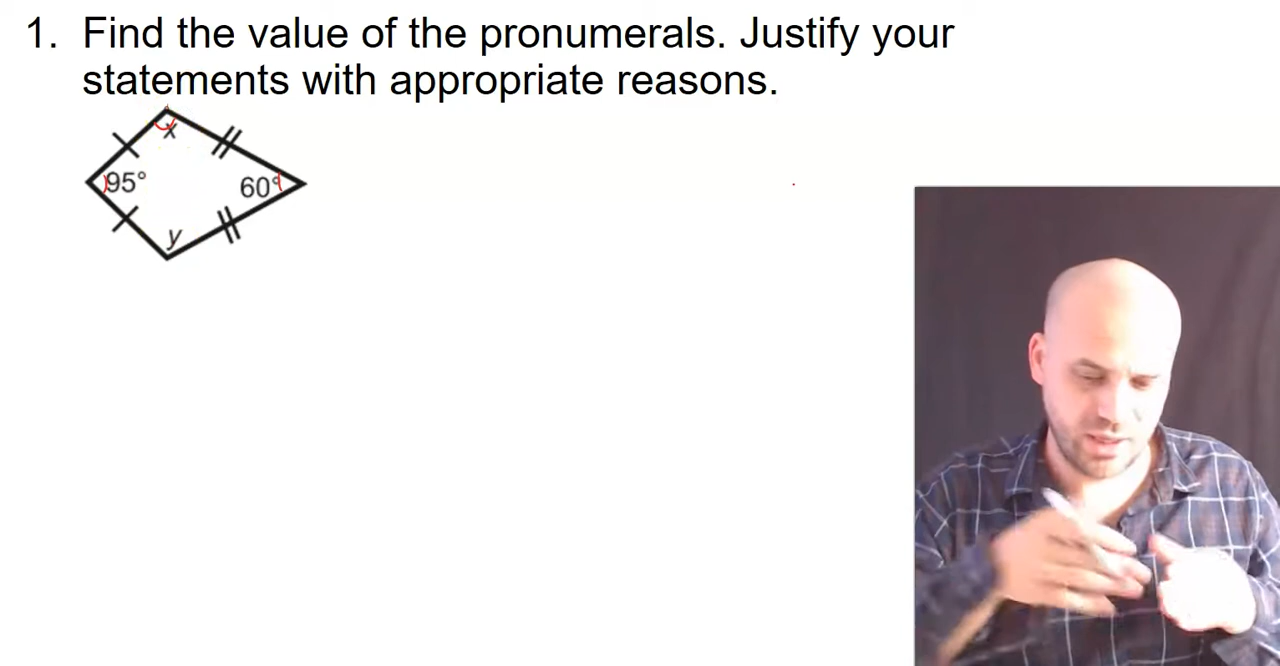 1. Find the value of the pronumerals. Justify your
statements with appropriate reasons.
x
95° 60°
y